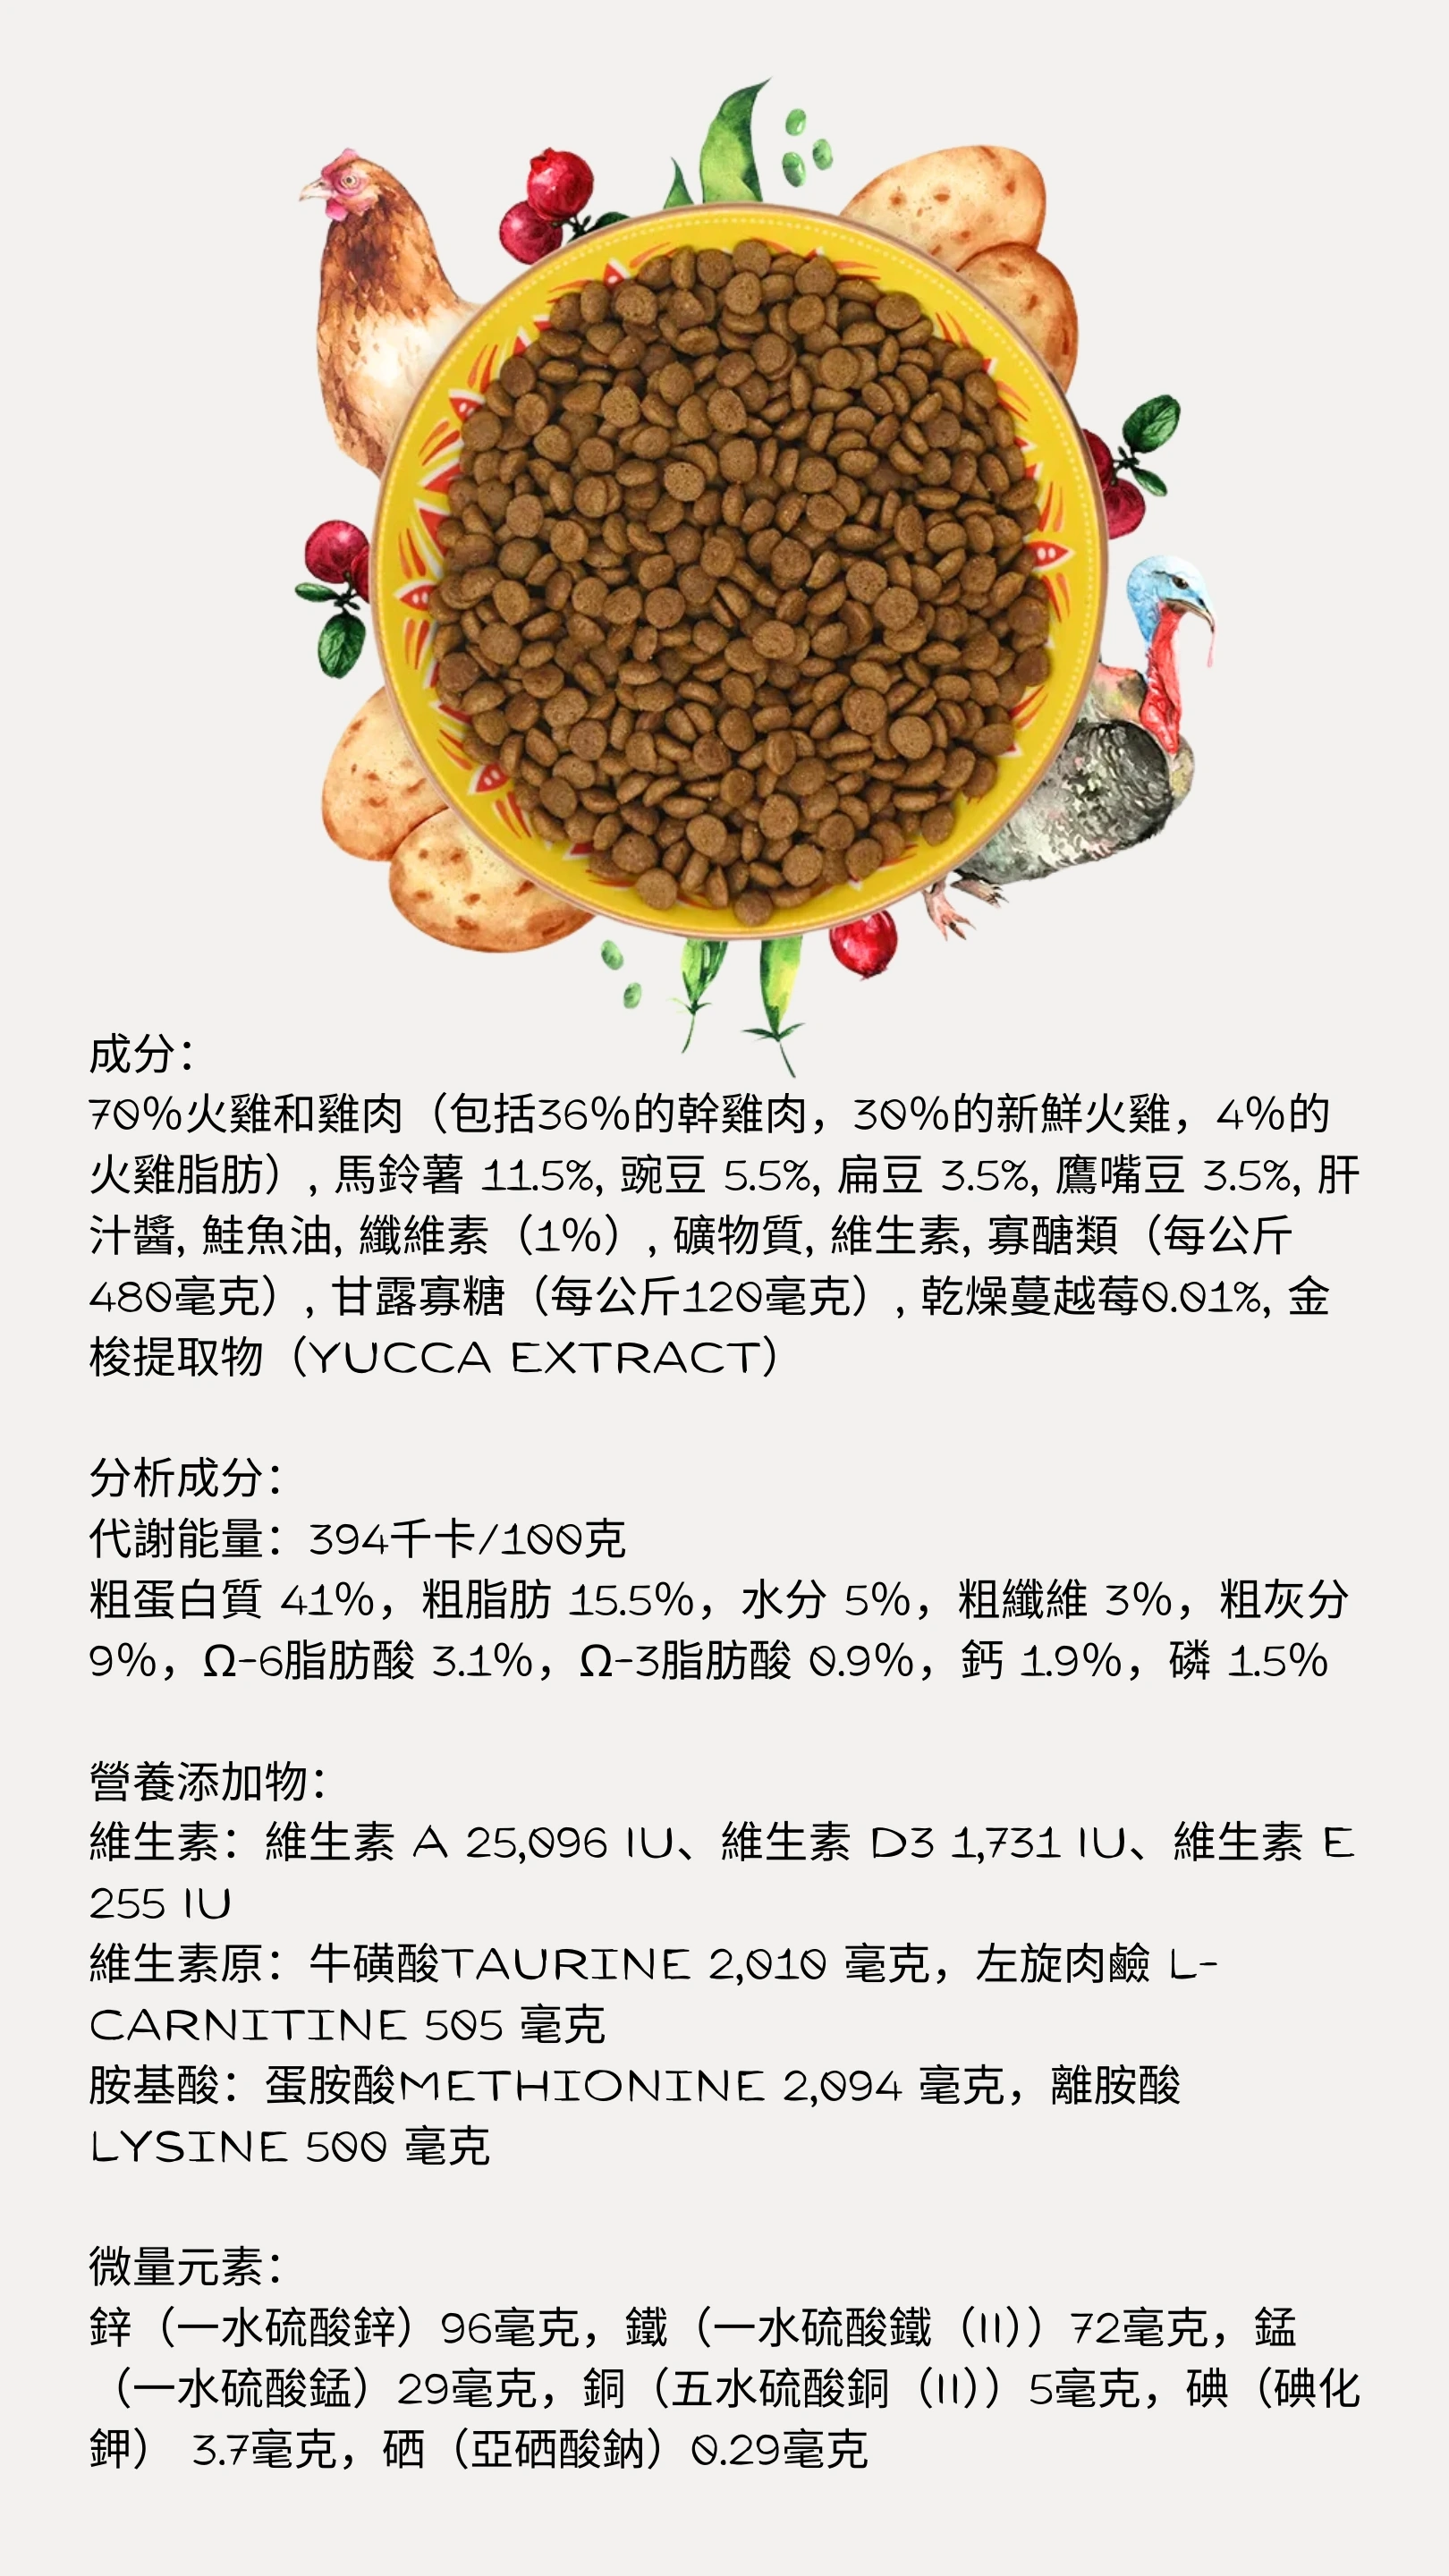 成分：
70%火雞和雞肉（包括36%的幹雞肉，30%的新鮮火雞，4%的
火雞脂肪）, 馬鈴薯 11.5%, 豌豆 5.5%, 扁豆 3.5%, 鷹嘴豆 3.5%, 肝
汁醬, 鮭魚油, 纖維素（1%）, 礦物質, 維生素, 寡醣類（每公斤
480毫克）, 甘露寡糖（每公斤120毫克）, 乾燥蔓越莓0.01%, 金
梭提取物（YUCCA EXTRACT）
分析成分：
代謝能量：394千卡/100克
粗蛋白質 41%，粗脂肪 15.5%，水分 5%，粗纖維 3%，粗灰分
9%，Ω-6脂肪酸 3.1%，Ω-3脂肪酸 0.9%，鈣 1.9%，磷 1.5%
營養添加物：
維生素：維生素 A 25,096 IU、維生素 D3 1,731 IU、維生素 E
255 IU
維生素原：牛磺酸TAURINE 2,010 毫克，左旋肉鹼 L-
CARNITINE 505 毫克
胺基酸：蛋胺酸METHIONINE 2,094 毫克，離胺酸
LYSINE 500 毫克
微量元素：
鋅（一水硫酸鋅）96毫克，鐵（一水硫酸鐵（II））72毫克，錳
（一水硫酸錳）29毫克，銅（五水硫酸銅（II））5毫克，碘（碘化
鉀） 3.7毫克，硒（亞硒酸鈉）0.29毫克